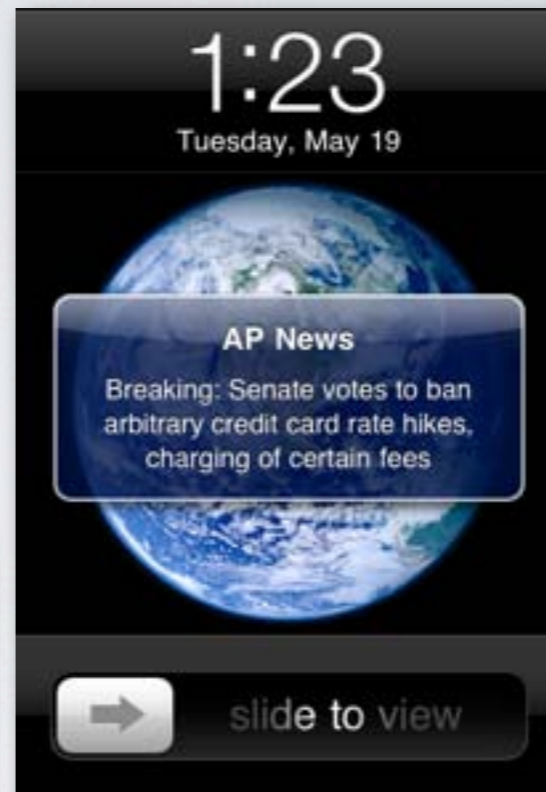 1:23
Tuesday, May 19
AP News
Breaking: Senate votes to ban
arbitrary credit card rate hikes,
charging of certain fees
slide to view